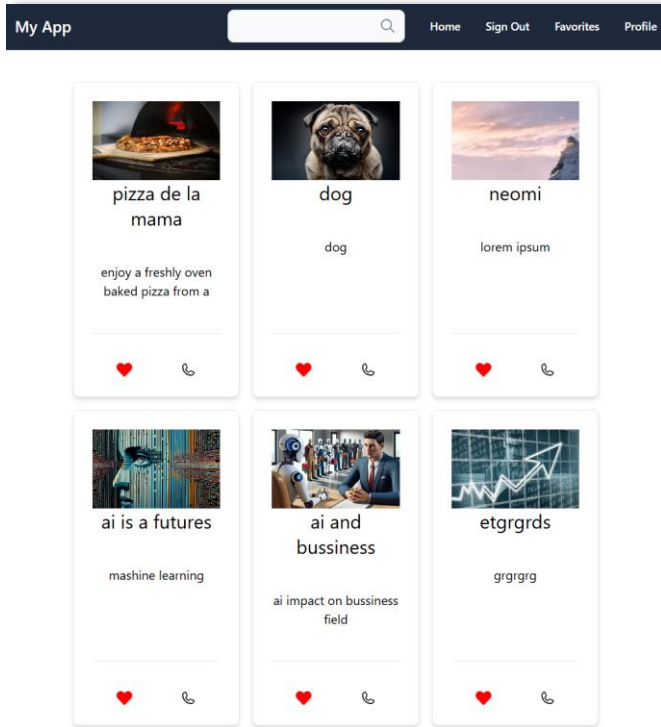 My App
Home Sign Out Favorites Profile
pizza de la
mama
enjoy a freshly oven
baked pizza from a
dog
dog
neomi
lorem ipsum
ai is a futures
mashine learning
ai and
bussiness
ai impact on bussiness
field
etgrgrds
grgrgrg